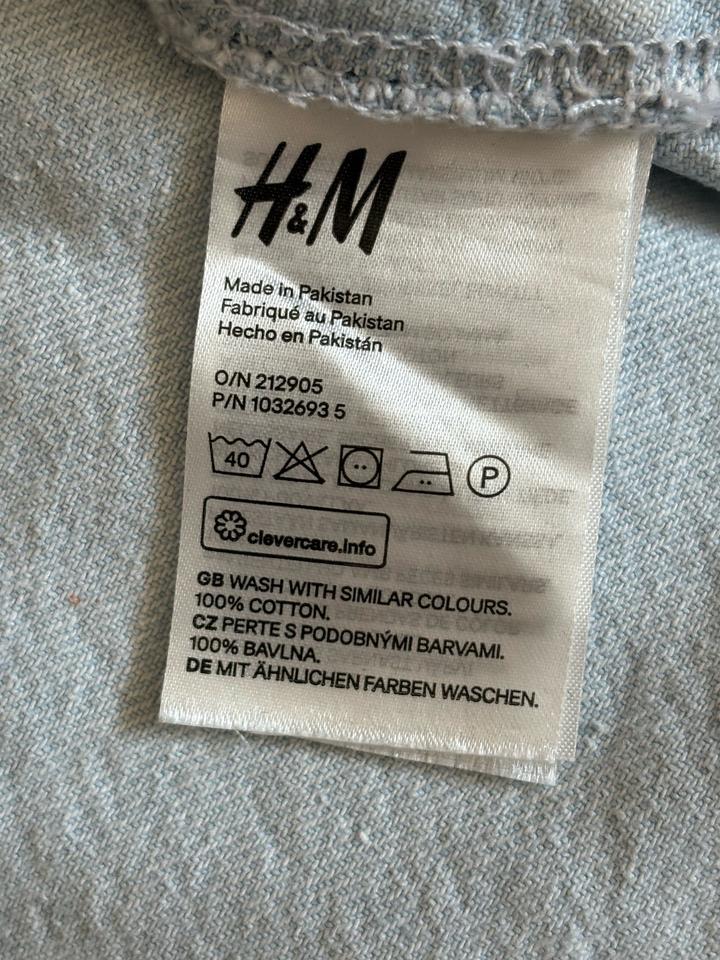 H&M
Made in Pakistan
Fabriqué au Pakistan
Hecho en Pakistán
O/N 212905
P/N 1032693 5
40
P
clevercare.info
GB WASH WITH SIMILAR COLOURS.
100% COTTON.
CZ PERTE S PODOBNÝMI BARVAMI.
100% BAVLNA.
DE MIT ÄHNLICHEN FARBEN WASCHEN.